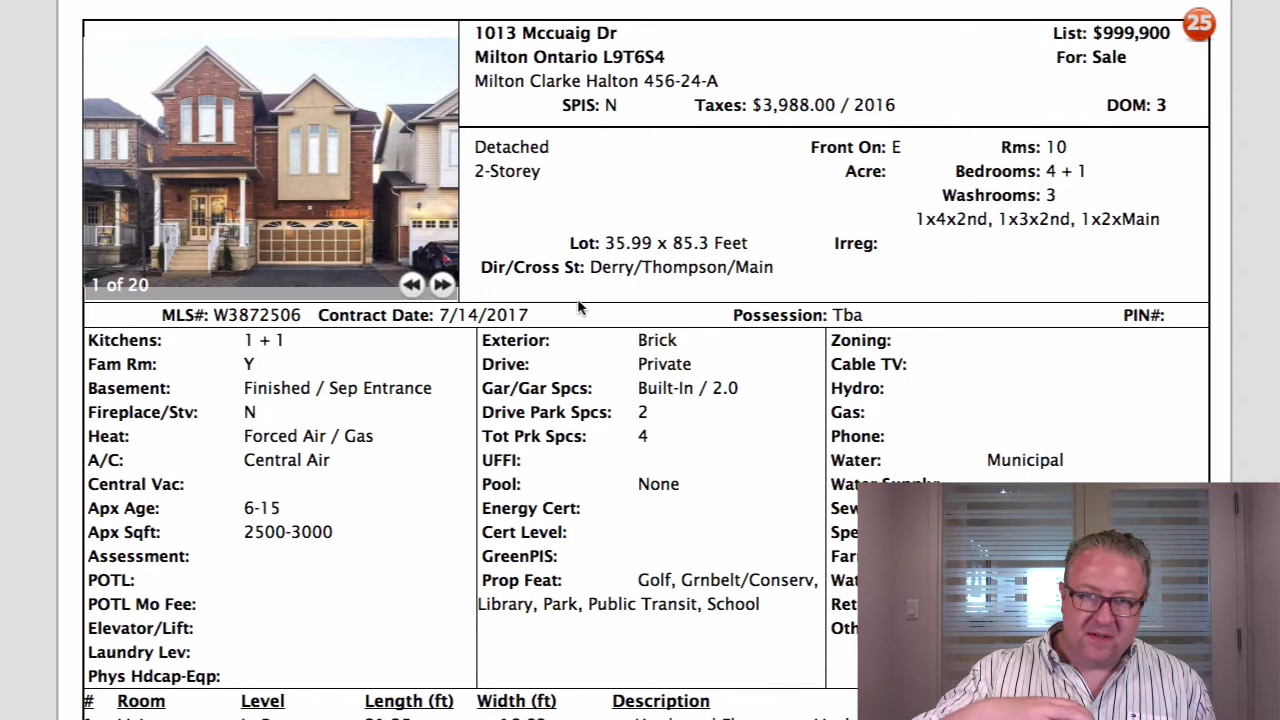 1013 Mccuaig Dr
List: $999,900
25
Milton Ontario L9T6S4
For: Sale
Milton Clarke Halton 456-24-A
SPIS: N Taxes: $3,988.00 / 2016 DOM: 3
Detached Front On: E Rms: 10
2-Storey Acre: Bedrooms: 4 + 1
Washrooms: 3
1x4x2nd, 1x3x2nd, 1x2xMain
Lot: 35.99 x 85.3 Feet Irreg:
Dir/Cross St: Derry/Thompson/Main
1 of 20
MLS#: W3872506 Contract Date: 7/14/2017 Possession: Tba PIN#:
Kitchens: 1 + 1
Fam Rm: Y
Basement: Finished / Sep Entrance
Fireplace/Stv: N
Heat: Forced Air / Gas
A/C: Central Air
Central Vac:
Apx Age: 6-15
Apx Sqft: 2500-3000
Assessment:
POTL:
POTL Mo Fee:
Elevator/Lift:
Laundry Lev:
Phys Hdcap-Eqp:
Exterior: Brick
Drive: Private
Gar/Gar Spcs: Built-In / 2.0
Drive Park Spcs: 2
Tot Prk Spcs: 4
UFFI:
Pool: None
Energy Cert:
Cert Level:
GreenPIS:
Prop Feat: Golf, Grnbelt/Conserv,
Library, Park, Public Transit, School
Zoning:
Cable TV:
Hydro:
Gas:
Phone:
Water: Municipal
# Room Level Length (ft) Width (ft) Description